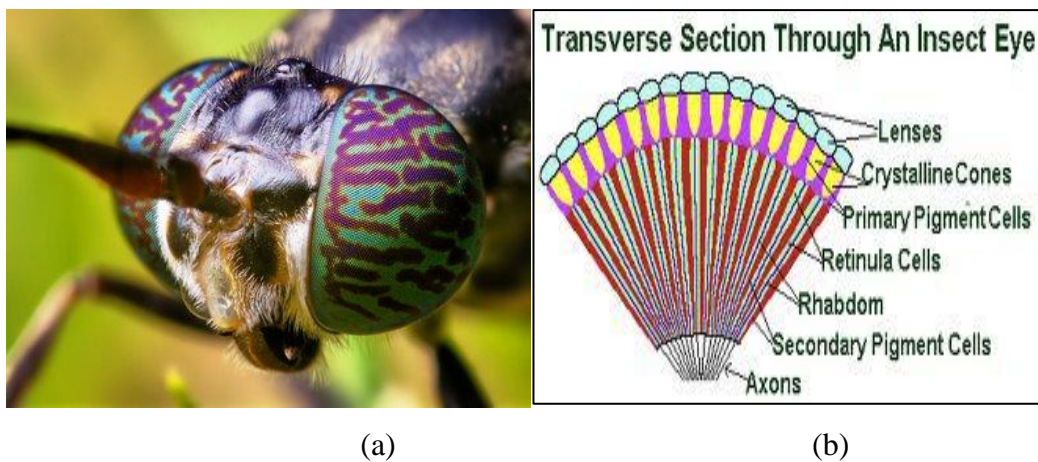 Transverse Section Through An Insect Eye
Lenses
Crystalline Cones
Primary Pigment Cells
Retinula Cells
Rhabdom
Secondary Pigment Cells
Axons
(a)
(b)